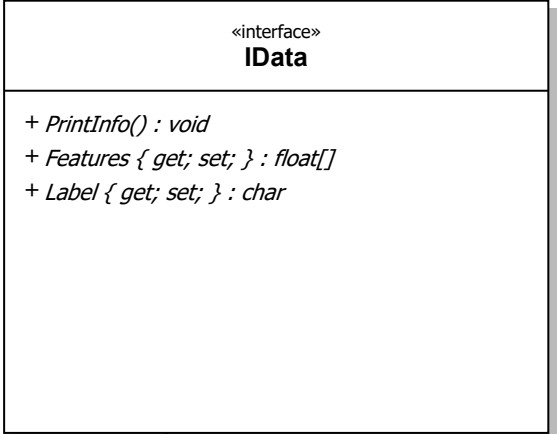 «interface»
IData
+ PrintInfo() : void
+ Features { get; set; } : float[]
+ Label { get; set; } : char